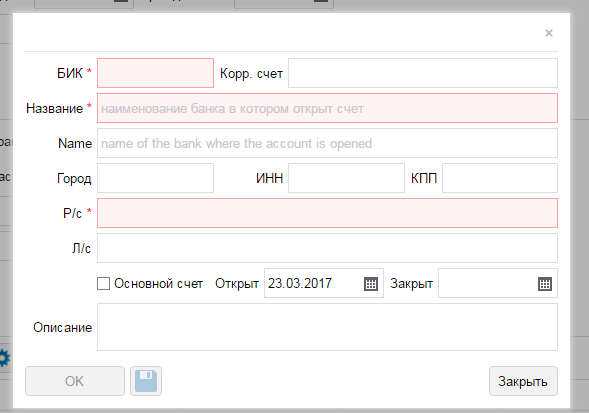 ×
БИК * Корр. счет
Название * наименование банка в котором открыт счет
Name name of the bank where the account is opened
Город ИНН КПП
Р/с *
Л/с
Основной счет Открыт 23.03.2017 Закрыт
Описание
OK Закрыть